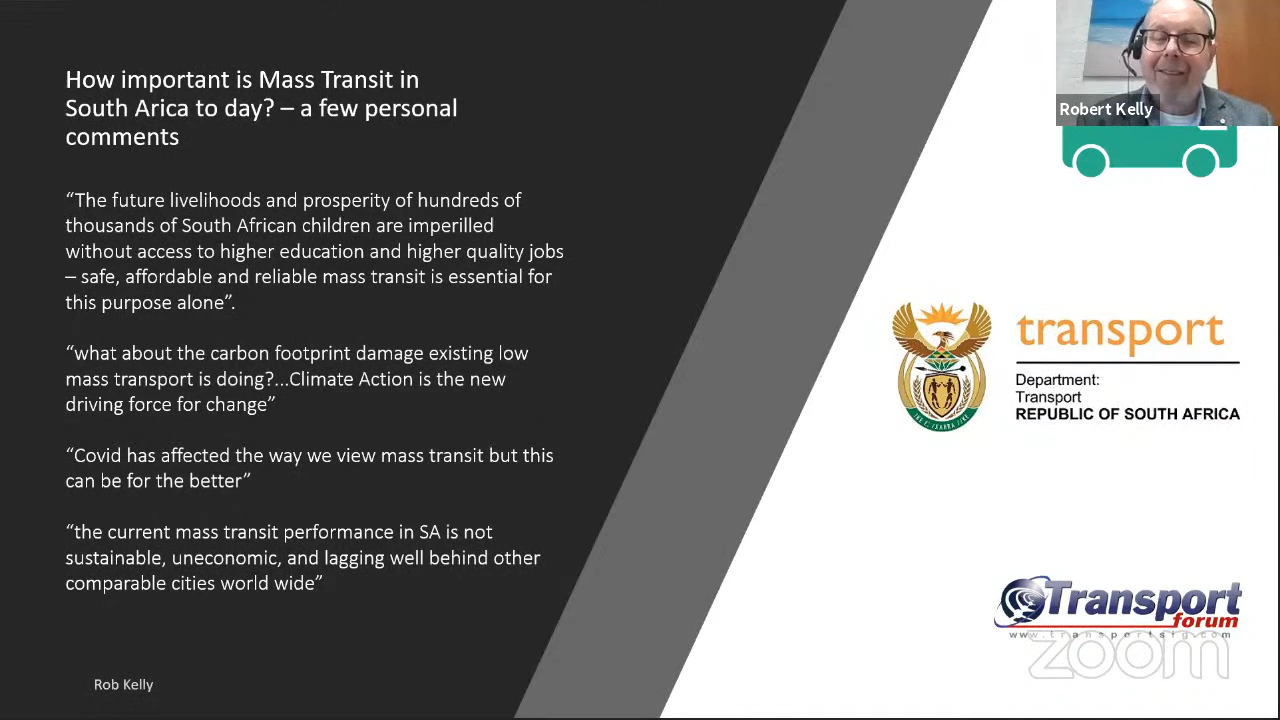 How important is Mass Transit in
South Arica to day? – a few personal
comments
“The future livelihoods and prosperity of hundreds of
thousands of South African children are imperilled
without access to higher education and higher quality jobs
– safe, affordable and reliable mass transit is essential for
this purpose alone”.
“what about the carbon footprint damage existing low
mass transport is doing?...Climate Action is the new
driving force for change”
“Covid has affected the way we view mass transit but this
can be for the better”
“the current mass transit performance in SA is not
sustainable, uneconomic, and lagging well behind other
comparable cities world wide”
Rob Kelly
Robert Kelly
transport
Department:
Transport
REPUBLIC OF SOUTH AFRICA
Transport
forum
www.transportsig.com
zoom